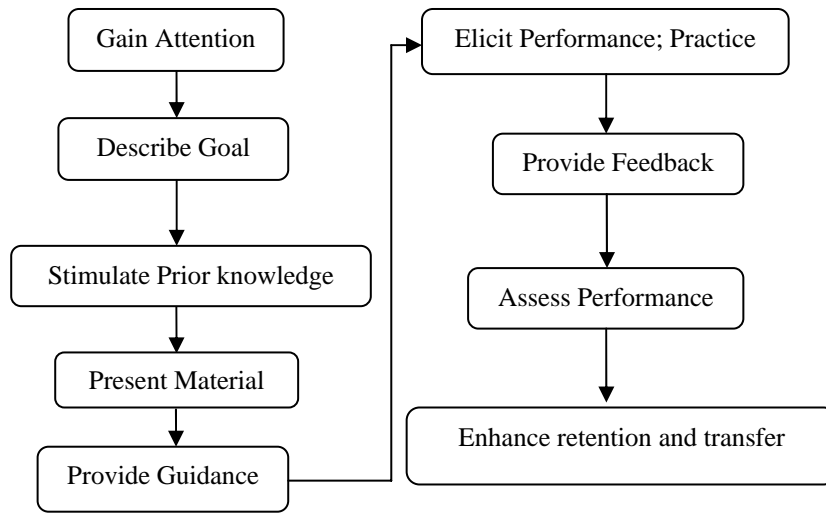 Gain Attention
Describe Goal
Stimulate Prior knowledge
Present Material
Provide Guidance
Elicit Performance; Practice
Provide Feedback
Assess Performance
Enhance retention and transfer